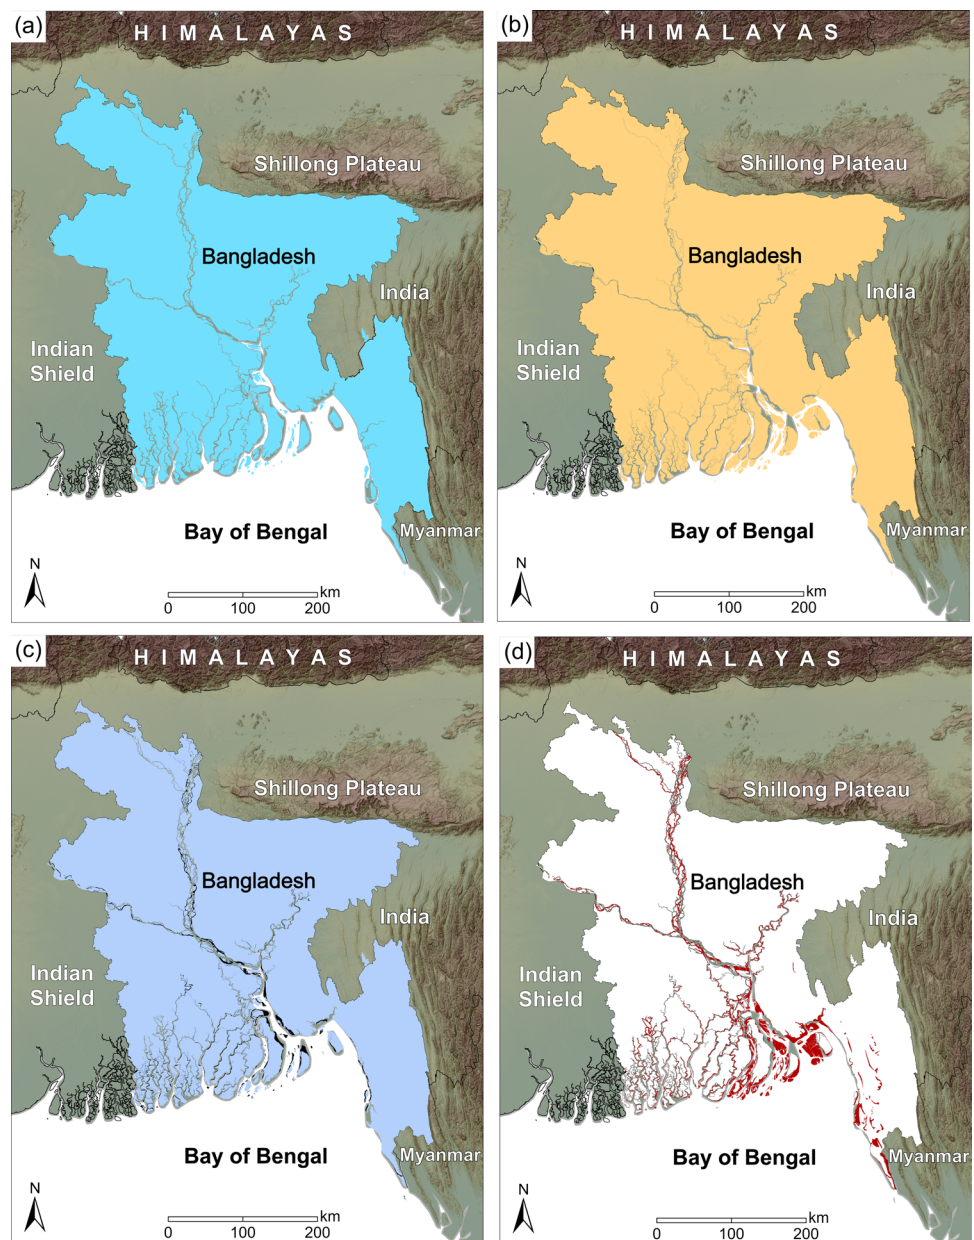 (a)
HIMALAYAS
Shillong Plateau
Bangladesh
India
Indian
Shield
Bay of Bengal
Myanmar
N
km
0 100 200
(b)
HIMALAYAS
Shillong Plateau
Bangladesh
India
Indian
Shield
Bay of Bengal
Myanmar
N
km
0 100 200
(c)
HIMALAYAS
Shillong Plateau
Bangladesh
India
Indian
Shield
Bay of Bengal
Myanmar
N
km
0 100 200
(d)
HIMALAYAS
Shillong Plateau
Bangladesh
India
Indian
Shield
Bay of Bengal
Myanmar
N
km
0 100 200